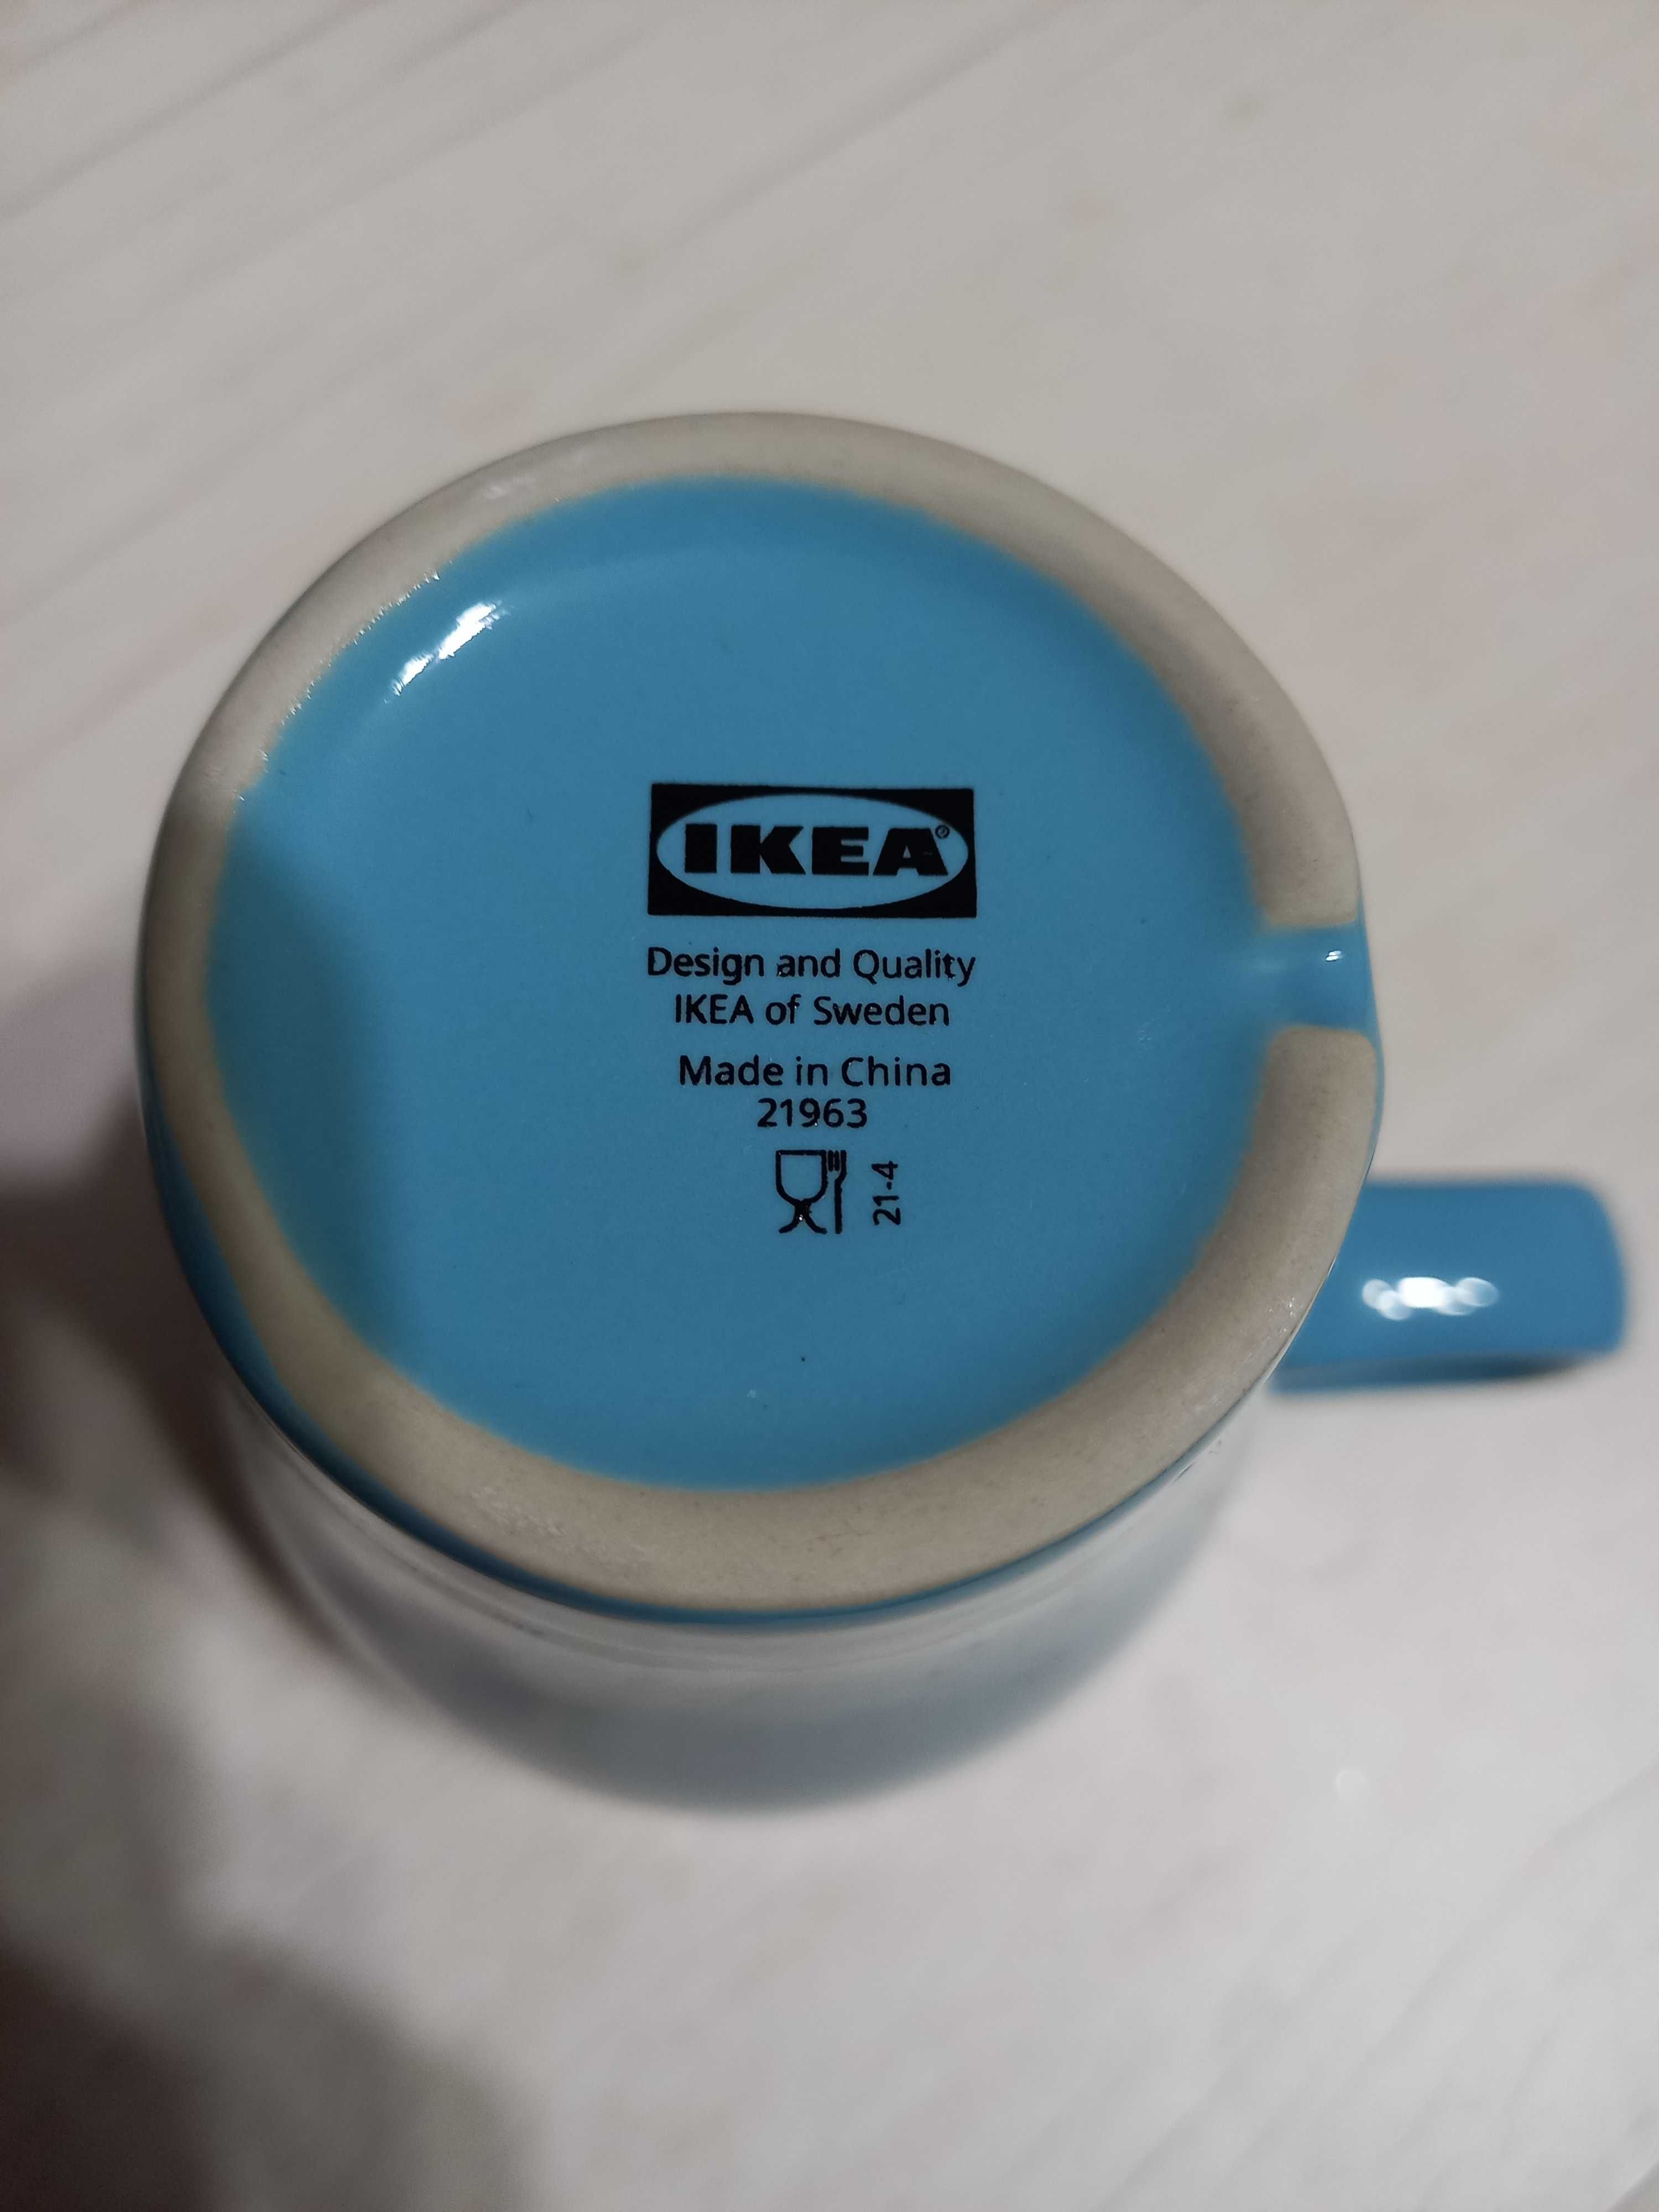 IKEA®
Design and Quality
IKEA of Sweden
Made in China
21963
21-4